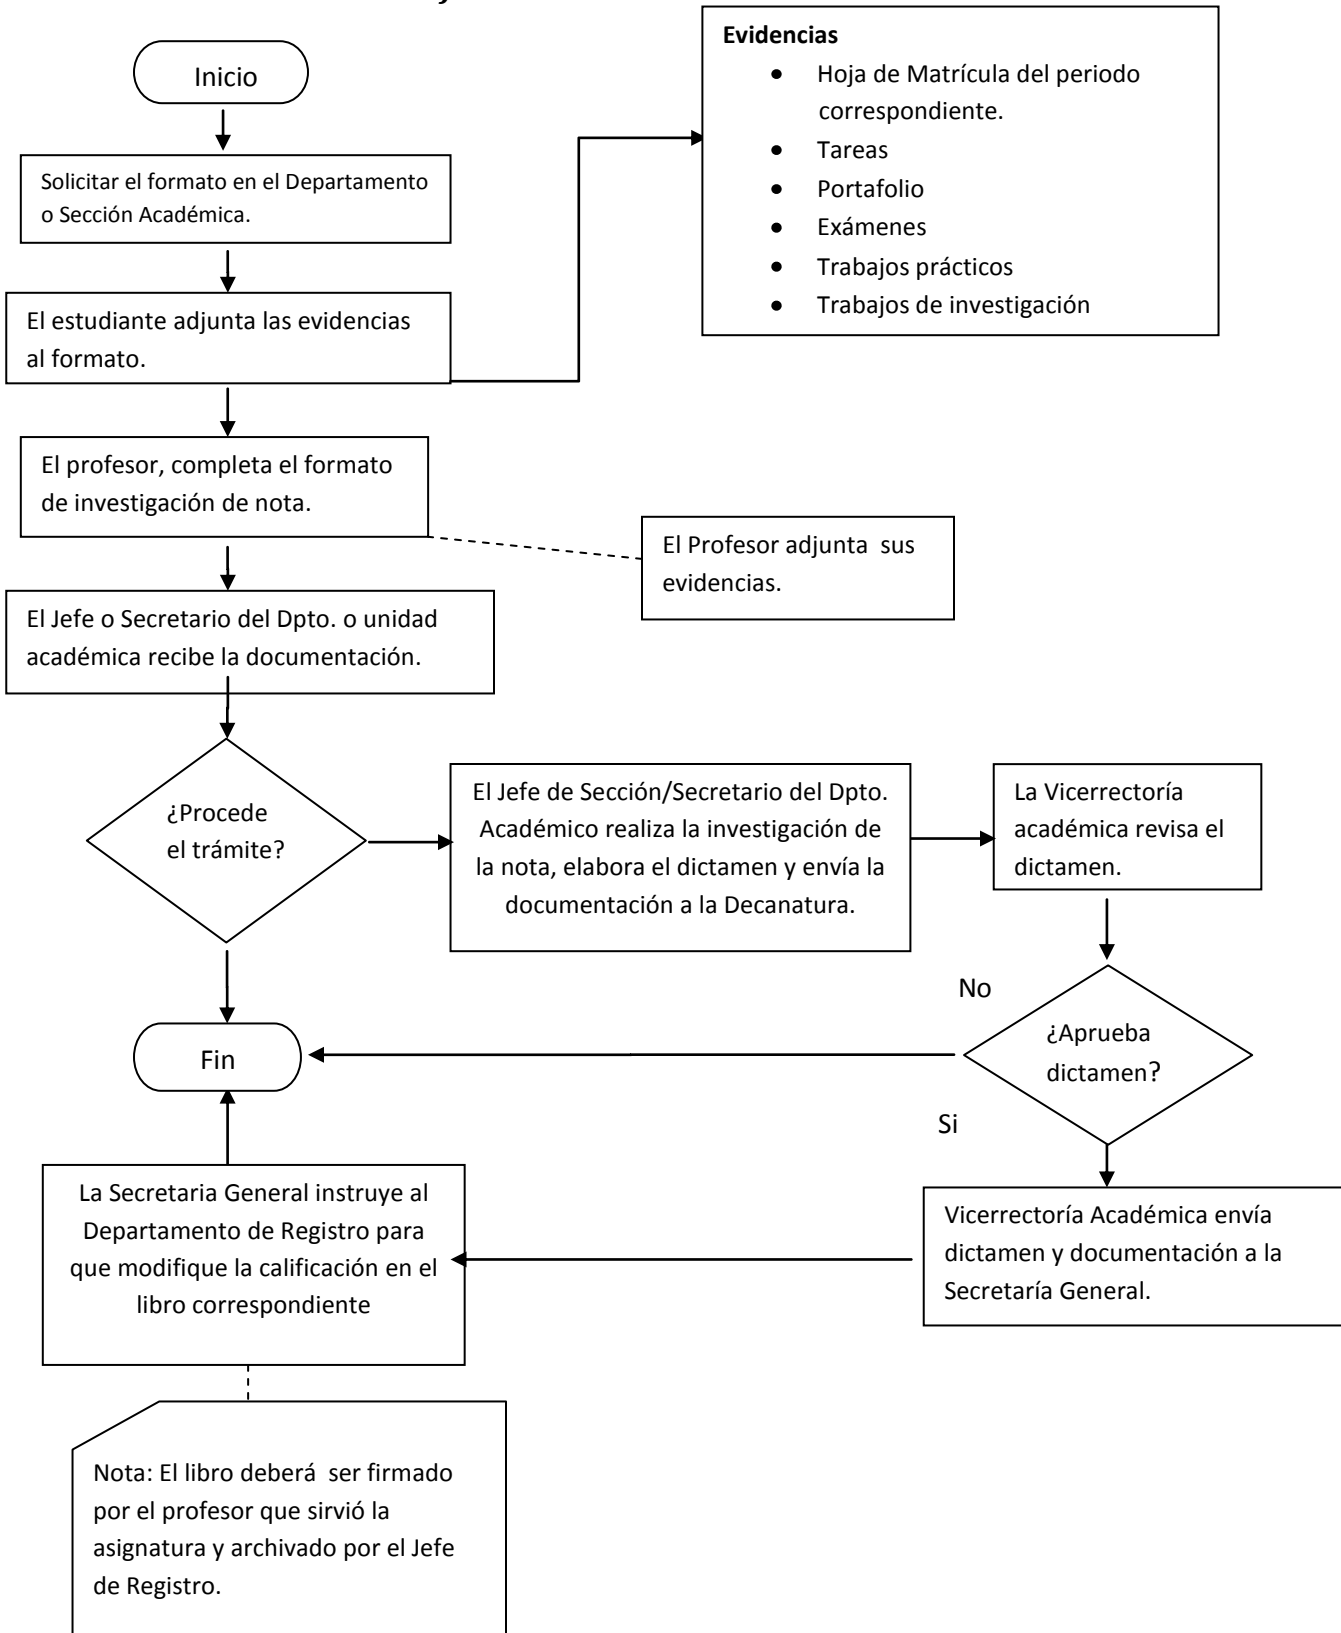 Inicio
Evidencias
• Hoja de Matrícula del periodo
correspondiente.
• Tareas
• Portafolio
• Exámenes
• Trabajos prácticos
• Trabajos de investigación
Solicitar el formato en el Departamento
o Sección Académica.
El estudiante adjunta las evidencias
al formato.
El profesor, completa el formato
de investigación de nota.
El Profesor adjunta  sus
evidencias.
El Jefe o Secretario del Dpto. o unidad
académica recibe la documentación.
¿Procede
el trámite?
El Jefe de Sección/Secretario del Dpto.
Académico realiza la investigación de
la nota, elabora el dictamen y envía la
documentación a la Decanatura.
La Vicerrectoría
académica revisa el
dictamen.
No
¿Aprueba
dictamen?
Fin
Si
La Secretaria General instruye al
Departamento de Registro para
que modifique la calificación en el
libro correspondiente
Vicerrectoría Académica envía
dictamen y documentación a la
Secretaría General.
Nota: El libro deberá  ser firmado
por el profesor que sirvió la
asignatura y archivado por el Jefe
de Registro.